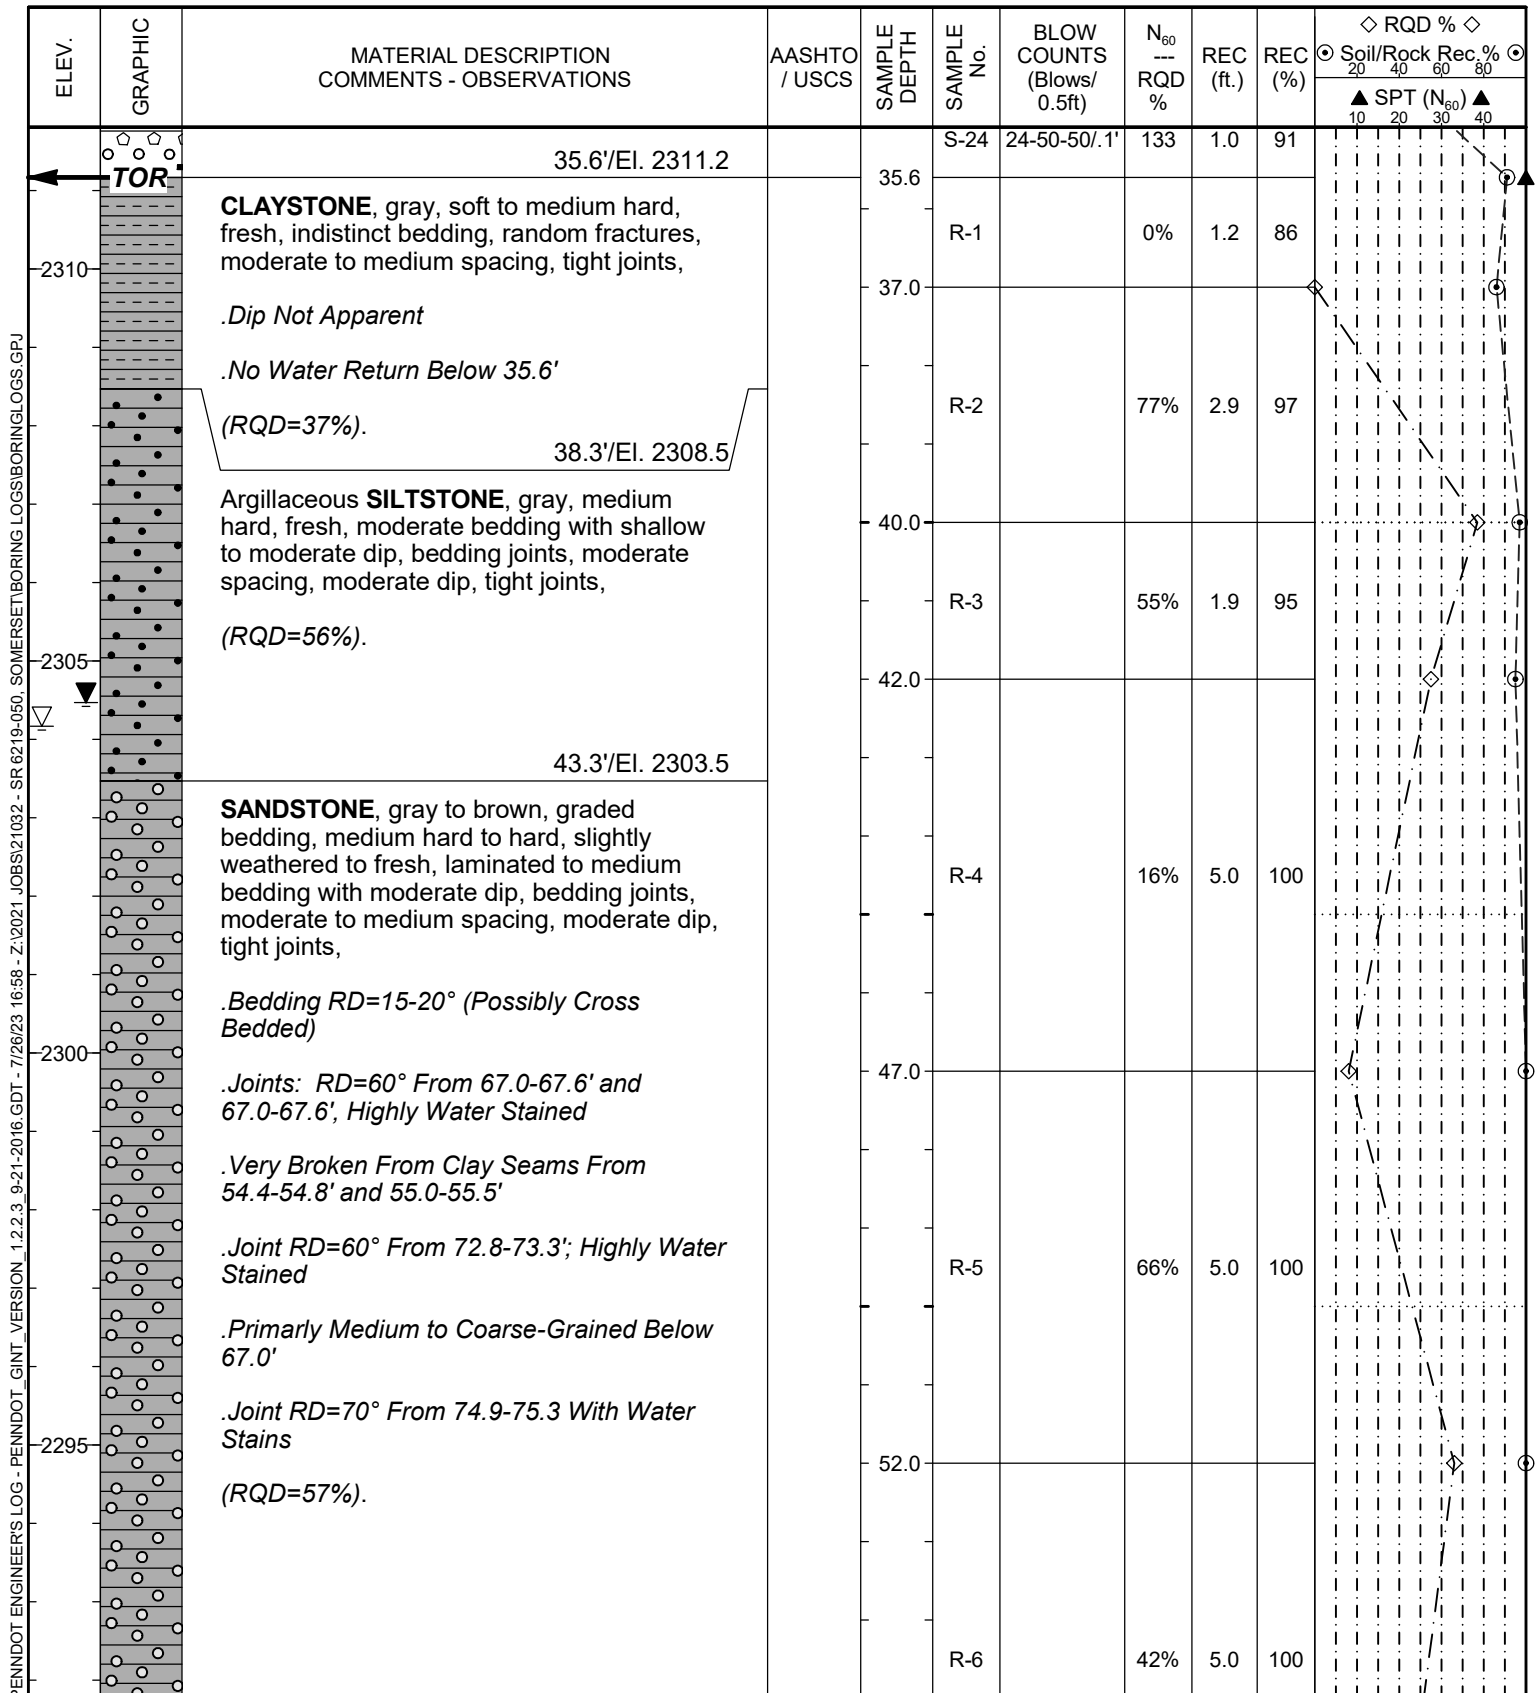 ELEV.
GRAPHIC
MATERIAL DESCRIPTION
COMMENTS - OBSERVATIONS
AASHTO
/ USCS
SAMPLE
DEPTH
SAMPLE
No.
BLOW
COUNTS
(Blows/
0.5ft)
N60
---
RQD
%
REC
(ft.)
REC
(%)
RQD %
Soil/Rock Rec.%
20 40 60 80
SPT (N60)
10 20 30 40
S-24 24-50-50/.1' 133 1.0 91
35.6'/El. 2311.2
TOR
35.6
CLAYSTONE, gray, soft to medium hard,
fresh, indistinct bedding, random fractures,
moderate to medium spacing, tight joints,
R-1 0% 1.2 86
2310
37.0
.Dip Not Apparent
.No Water Return Below 35.6'
(RQD=37%).
R-2 77% 2.9 97
38.3'/El. 2308.5
Argillaceous SILTSTONE, gray, medium
hard, fresh, moderate bedding with shallow
to moderate dip, bedding joints, moderate
spacing, moderate dip, tight joints,
40.0
R-3 55% 1.9 95
(RQD=56%).
2305
42.0
43.3'/El. 2303.5
SANDSTONE, gray to brown, graded
bedding, medium hard to hard, slightly
weathered to fresh, laminated to medium
bedding with moderate dip, bedding joints,
moderate to medium spacing, moderate dip,
tight joints,
R-4 16% 5.0 100
.Bedding RD=15-20° (Possibly Cross
Bedded)
2300
47.0
.Joints: RD=60° From 67.0-67.6' and
67.0-67.6', Highly Water Stained
.Very Broken From Clay Seams From
54.4-54.8' and 55.0-55.5'
.Joint RD=60° From 72.8-73.3'; Highly Water
Stained
R-5 66% 5.0 100
.Primarly Medium to Coarse-Grained Below
67.0'
.Joint RD=70° From 74.9-75.3 With Water
Stains
2295
52.0
(RQD=57%).
R-6 42% 5.0 100
PENNDOT ENGINEER'S LOG - PENNDOT_GINT_VERSION_1.2.2.3_9-21-2016.GDT - 7/26/23 16:58 - Z:\2021 JOBS\21032 - SR 6219-050, SOMERSET\BORING LOGS\BORINGLOGS.GPJ